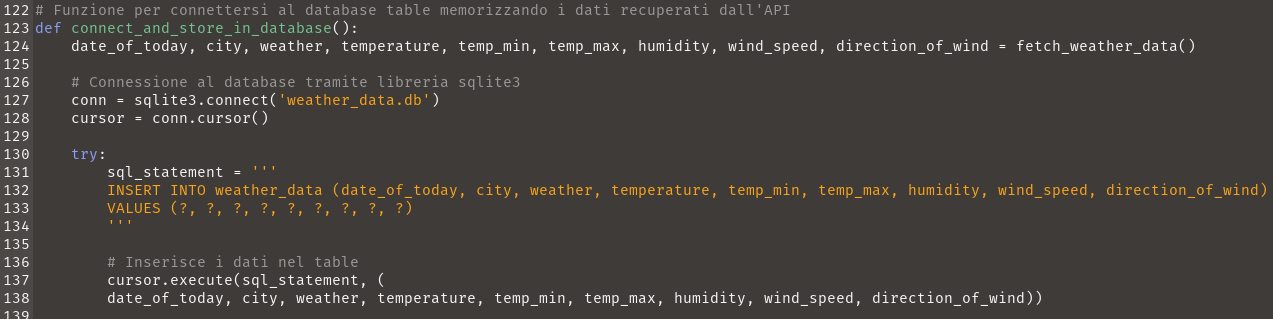 122 # Funzione per connettersi al database table memorizzando i dati recuperati dall'API
123 def connect_and_store_in_database():
124     date_of_today, city, weather, temperature, temp_min, temp_max, humidity, wind_speed, direction_of_wind = fetch_weather_data()
125
126     # Connessione al database tramite libreria sqlite3
127     conn = sqlite3.connect('weather_data.db')
128     cursor = conn.cursor()
129
130     try:
131         sql_statement = '''
132         INSERT INTO weather_data (date_of_today, city, weather, temperature, temp_min, temp_max, humidity, wind_speed, direction_of_wind)
133         VALUES (?, ?, ?, ?, ?, ?, ?, ?, ?)
134         '''
135
136         # Inserisce i dati nel table
137         cursor.execute(sql_statement, (
138         date_of_today, city, weather, temperature, temp_min, temp_max, humidity, wind_speed, direction_of_wind))
139